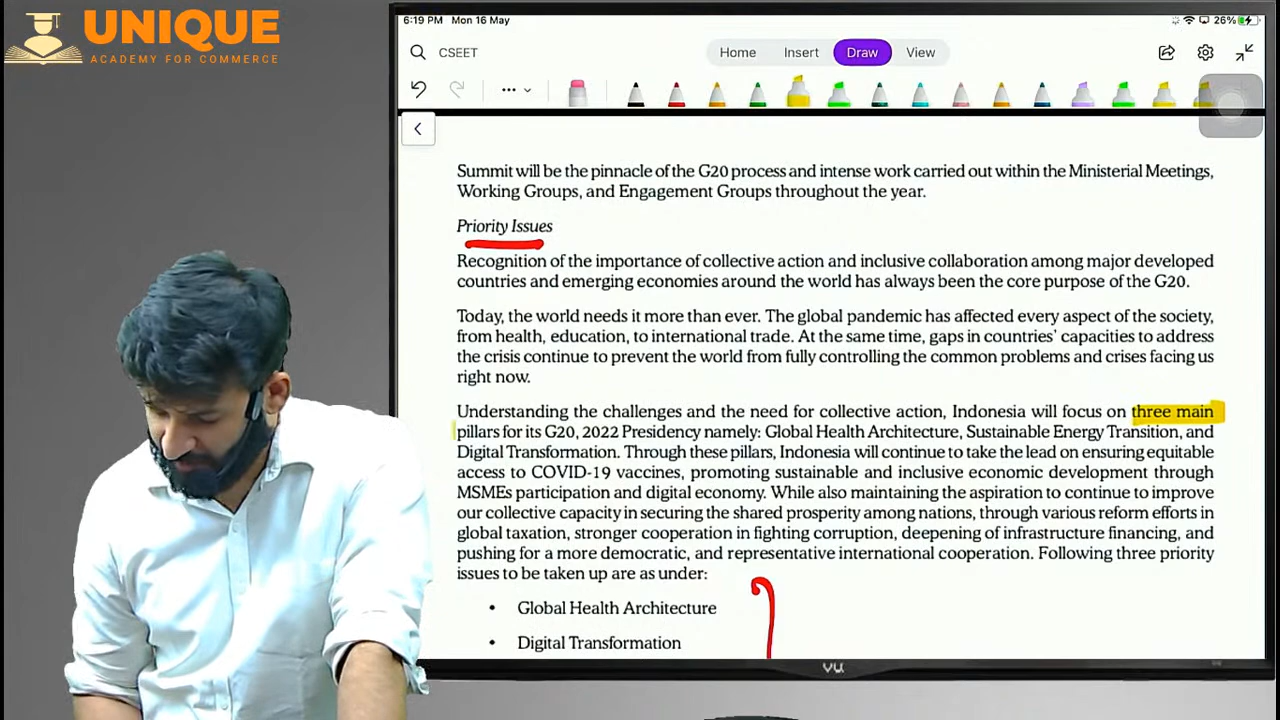 UNIQUE
ACADEMY FOR COMMERCE
6:19 PM Mon 16 May
26%
CSEET
Home Insert Draw View
Summit will be the pinnacle of the G20 process and intense work carried out within the Ministerial Meetings,
Working Groups, and Engagement Groups throughout the year.
Priority Issues
Recognition of the importance of collective action and inclusive collaboration among major developed
countries and emerging economies around the world has always been the core purpose of the G20.
Today, the world needs it more than ever. The global pandemic has affected every aspect of the society,
from health, education, to international trade. At the same time, gaps in countries' capacities to address
the crisis continue to prevent the world from fully controlling the common problems and crises facing us
right now.
Understanding the challenges and the need for collective action, Indonesia will focus on three main
pillars for its G20, 2022 Presidency namely: Global Health Architecture, Sustainable Energy Transition, and
Digital Transformation. Through these pillars, Indonesia will continue to take the lead on ensuring equitable
access to COVID-19 vaccines, promoting sustainable and inclusive economic development through
MSMEs participation and digital economy. While also maintaining the aspiration to continue to improve
our collective capacity in securing the shared prosperity among nations, through various reform efforts in
global taxation, stronger cooperation in fighting corruption, deepening of infrastructure financing, and
pushing for a more democratic, and representative international cooperation. Following three priority
issues to be taken up are as under:
• Global Health Architecture
• Digital Transformation
VU